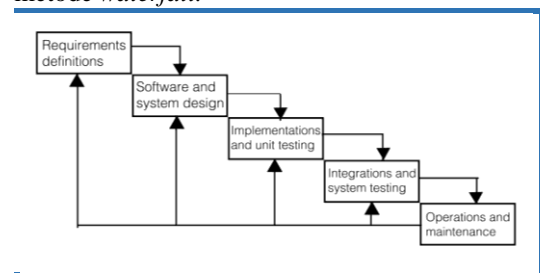 metode waterfall.
Requirements
definitions
Software and
system design
Implementations
and unit testing
Integrations and
system testing
Operations and
maintenance